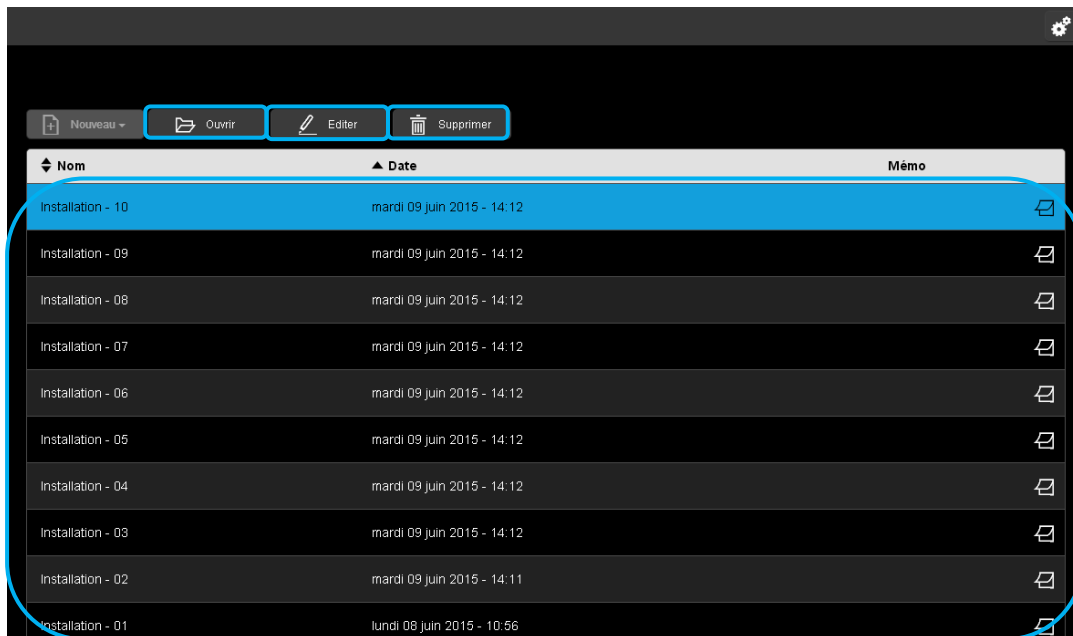 Nouveau Ouvrir Editer Supprimer
Nom Date Mémo
Installation - 10 mardi 09 juin 2015 - 14:12
Installation - 09 mardi 09 juin 2015 - 14:12
Installation - 08 mardi 09 juin 2015 - 14:12
Installation - 07 mardi 09 juin 2015 - 14:12
Installation - 06 mardi 09 juin 2015 - 14:12
Installation - 05 mardi 09 juin 2015 - 14:12
Installation - 04 mardi 09 juin 2015 - 14:12
Installation - 03 mardi 09 juin 2015 - 14:12
Installation - 02 mardi 09 juin 2015 - 14:11
Installation - 01 lundi 08 juin 2015 - 10:56